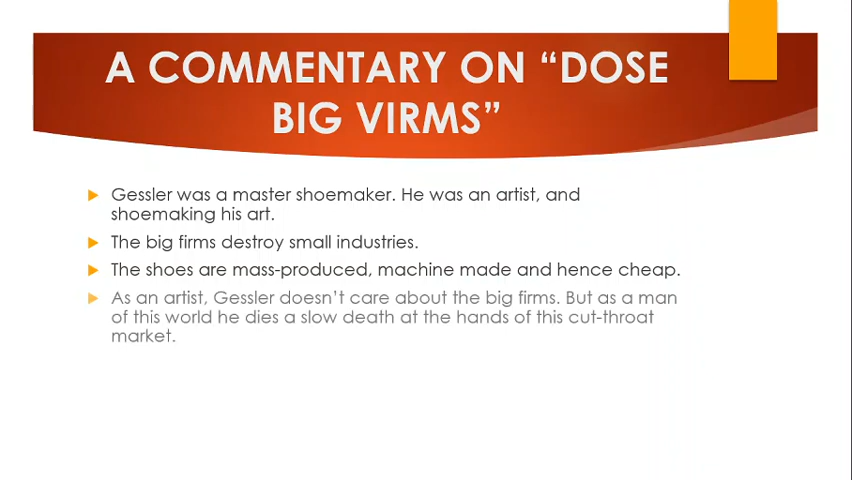 A COMMENTARY ON “DOSE
BIG VIRMS”
Gessler was a master shoemaker. He was an artist, and
shoemaking his art.
The big firms destroy small industries.
The shoes are mass-produced, machine made and hence cheap.
As an artist, Gessler doesn’t care about the big firms. But as a man
of this world he dies a slow death at the hands of this cut-throat
market.